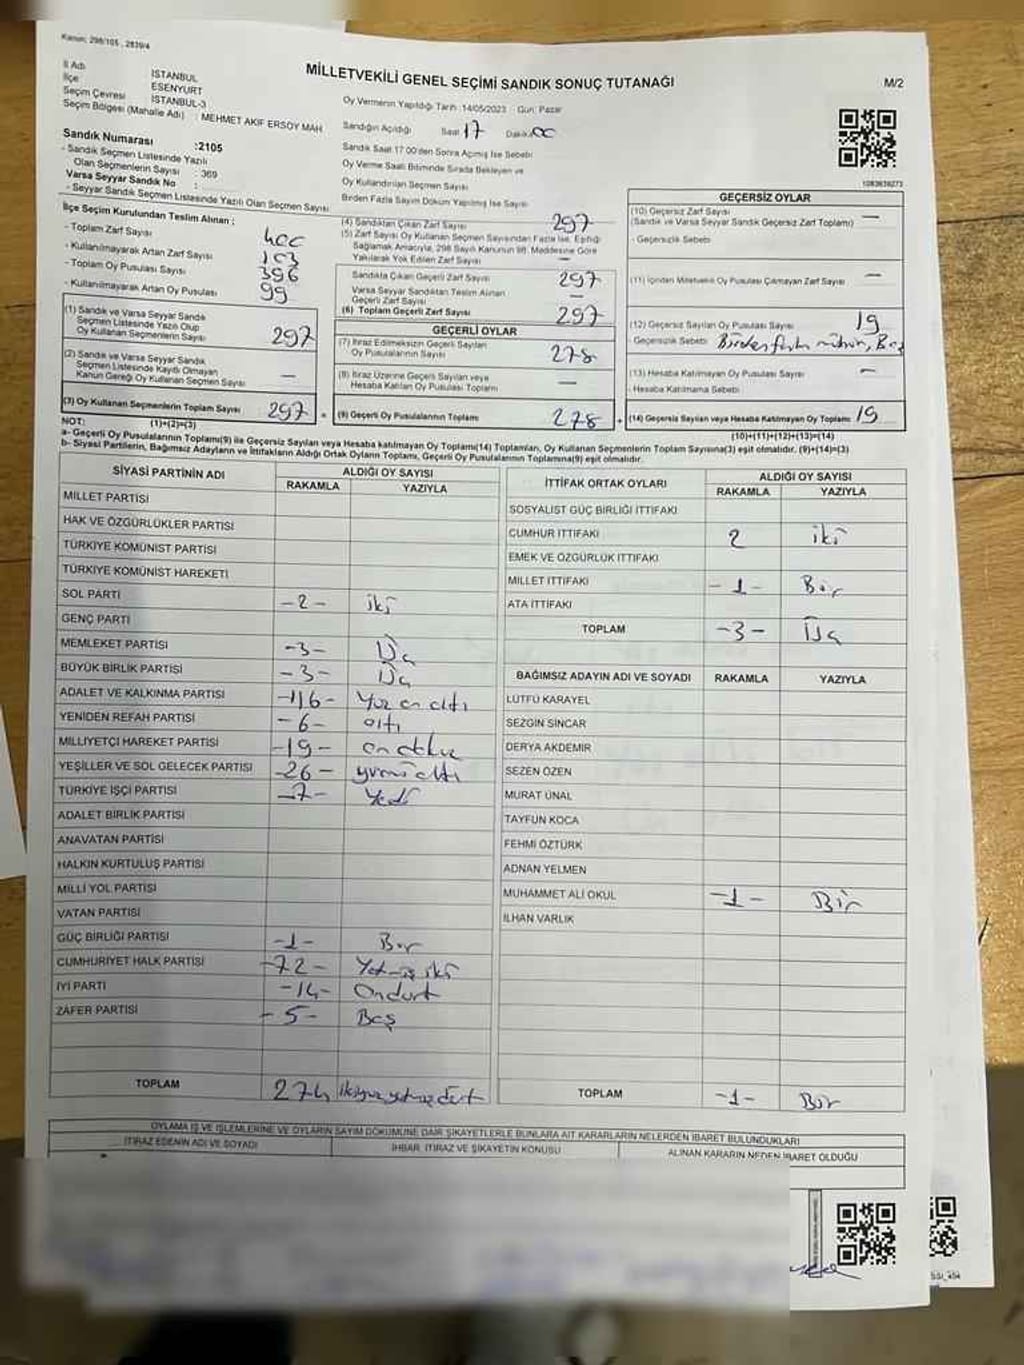 Kanun: 298/105 , 2839/4
MİLLETVEKİLİ GENEL SEÇİMİ SANDIK SONUÇ TUTANAĞI
M/2
İl Adı İSTANBUL
İlçe ESENYURT
Seçim Çevresi İSTANBUL-3
Seçim Bölgesi (Mahalle Adı) : MEHMET AKİF ERSOY MAH
Oy Vermenin Yapıldığı Tarih :14/05/2023 Gün: Pazar
Sandığın Açıldığı Saat 17 Dakika 00
Sandık Saat 17:00'den Sonra Açılmış İse Sebebi
Oy Verme Saati Bitiminde Sırada Bekleyen ve
Oy Kullandırılan Seçmen Sayısı
Birden Fazla Sayım Döküm Yapılmış İse Sayısı
Sandık Numarası :2105
- Sandık Seçmen Listesinde Yazılı
Olan Seçmenlerin Sayısı : 369
Varsa Seyyar Sandık No :
- Seyyar Sandık Seçmen Listesinde Yazılı Olan Seçmen Sayısı
İlçe Seçim Kurulundan Teslim Alınan ;
- Toplam Zarf Sayısı 400
- Kullanılmayarak Artan Zarf Sayısı 103
- Toplam Oy Pusulası Sayısı 396
- Kullanılmayarak Artan Oy Pusulası 99
(1) Sandık ve Varsa Seyyar Sandık
Seçmen Listesinde Yazılı Olup
Oy Kullanan Seçmen Sayısı 297
(2) Sandık ve Varsa Seyyar Sandık
Seçmen Listesinde Kaydı Olmayan
Kanun Gereği Oy Kullanan Seçmen Sayısı —
(3) Oy Kullanan Seçmenlerin Toplam Sayısı 297
(1)+(2)=(3)
(4) Sandıktan Çıkan Zarf Sayısı 297
(5) Zarf Sayısı Oy Kullanan Seçmen Sayısından Fazla İse, Eşitliği
Sağlamak Amacıyla, 298 Sayılı Kanunun 98. Maddesine Göre
Yakılarak Yok Edilen Zarf Sayısı —
Sandıkta Çıkan Geçerli Zarf Sayısı 297
Varsa Seyyar Sandıktan Teslim Alınan
Geçerli Zarf Sayısı —
(6) Toplam Geçerli Zarf Sayısı 297
GEÇERLİ OYLAR
(7) İtiraz Edilmeksizin Geçerli Sayılan
Oy Pusulalarının Sayısı 278
(8) İtiraz Üzerine Geçerli Sayılan veya
Hesaba Katılan Oy Pusulası Toplamı —
= (9) Geçerli Oy Pusulalarının Toplamı 278
1083639273
GEÇERSİZ OYLAR
(10) Geçersiz Zarf Sayısı —
(Sandık ve Varsa Seyyar Sandık Geçersiz Zarf Toplamı)
- Geçersizlik Sebebi
(11) İçinden Milletvekili Oy Pusulası Çıkmayan Zarf Sayısı —
(12) Geçersiz Sayılan Oy Pusulası Sayısı 19
- Geçersizlik Sebebi Birden fazla mühür, Boş
(13) Hesaba Katılmayan Oy Pusulası Sayısı —
- Hesaba Katılmama Sebebi
+ (14) Geçersiz Sayılan veya Hesaba Katılmayan Oy Toplamı 19
(10)+(11)+(12)+(13)=(14)
NOT:
a- Geçerli Oy Pusulalarının Toplamı(9) ile Geçersiz Sayılan veya Hesaba katılmayan Oy Toplamı(14) Toplamları, Oy Kullanan Seçmenlerin Toplam Sayısına(3) eşit olmalıdır. (9)+(14)=(3)
b- Siyasi Partilerin, Bağımsız Adayların ve İttifakların Aldığı Ortak Oyların Toplamı, Geçerli Oy Pusulalarının Toplamına(9) eşit olmalıdır.
SİYASİ PARTİNİN ADI ALDIĞI OY SAYISI
RAKAMLA YAZIYLA
MİLLET PARTİSİ
HAK VE ÖZGÜRLÜKLER PARTİSİ
TÜRKİYE KOMÜNİST PARTİSİ
TÜRKİYE KOMÜNİST HAREKETİ
SOL PARTİ -2- iki
GENÇ PARTİ
MEMLEKET PARTİSİ -3- Üç
BÜYÜK BİRLİK PARTİSİ -3- Üç
ADALET VE KALKINMA PARTİSİ -116- Yüz on altı
YENİDEN REFAH PARTİSİ -6- altı
MİLLİYETÇİ HAREKET PARTİSİ -19- on dokuz
YEŞİLLER VE SOL GELECEK PARTİSİ -26- yirmi altı
TÜRKİYE İŞÇİ PARTİSİ -7- Yedi
ADALET BİRLİK PARTİSİ
ANAVATAN PARTİSİ
HALKIN KURTULUŞ PARTİSİ
MİLLİ YOL PARTİSİ
VATAN PARTİSİ
GÜÇ BİRLİĞİ PARTİSİ -1- Bir
CUMHURİYET HALK PARTİSİ -72- Yetmiş iki
İYİ PARTİ -14- Ondört
ZAFER PARTİSİ -5- Beş
TOPLAM 274 ikiyüz yetmiş dört
İTTİFAK ORTAK OYLARI ALDIĞI OY SAYISI
RAKAMLA YAZIYLA
SOSYALİST GÜÇ BİRLİĞİ İTTİFAKI
CUMHUR İTTİFAKI 2 iki
EMEK VE ÖZGÜRLÜK İTTİFAKI
MİLLET İTTİFAKI -1- Bir
ATA İTTİFAKI
TOPLAM -3- Üç
BAĞIMSIZ ADAYIN ADI VE SOYADI RAKAMLA YAZIYLA
LÜTFÜ KARAYEL
SEZGİN SİNCAR
DERYA AKDEMİR
SEZEN ÖZEN
MURAT ÜNAL
TAYFUN KOCA
FEHMİ ÖZTÜRK
ADNAN YELMEN
MUHAMMET ALİ OKUL -1- Bir
İLHAN VARLIK
TOPLAM -1- Bir
OYLAMA İŞ VE İŞLEMLERİNE VE OYLARIN SAYIM DÖKÜMÜNE DAİR ŞİKAYETLERLE BUNLARA AİT KARARLARIN NELERDEN İBARET BULUNDUKLARI
İTİRAZ EDENİN ADI VE SOYADI İHBAR, İTİRAZ VE ŞİKAYETİN KONUSU ALINAN KARARIN NEDEN İBARET OLDUĞU